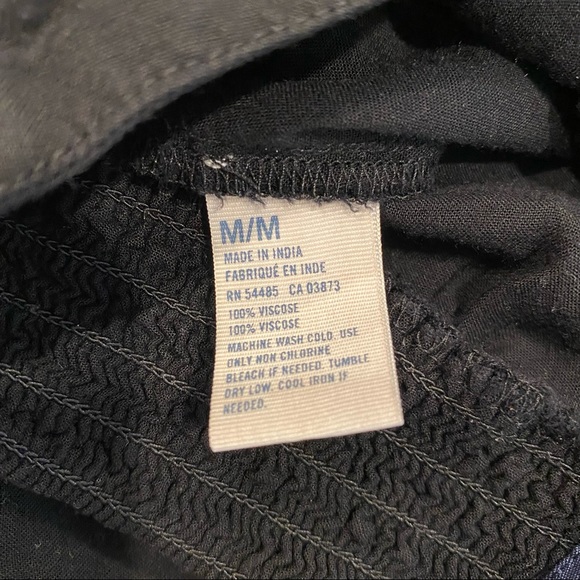 M/M
MADE IN INDIA
FABRIQUÉ EN INDE
RN 54485 CA 03873
100% VISCOSE
100% VISCOSE
MACHINE WASH COLD. USE
ONLY NON CHLORINE
BLEACH IF NEEDED. TUMBLE
DRY LOW. COOL IRON IF
NEEDED.